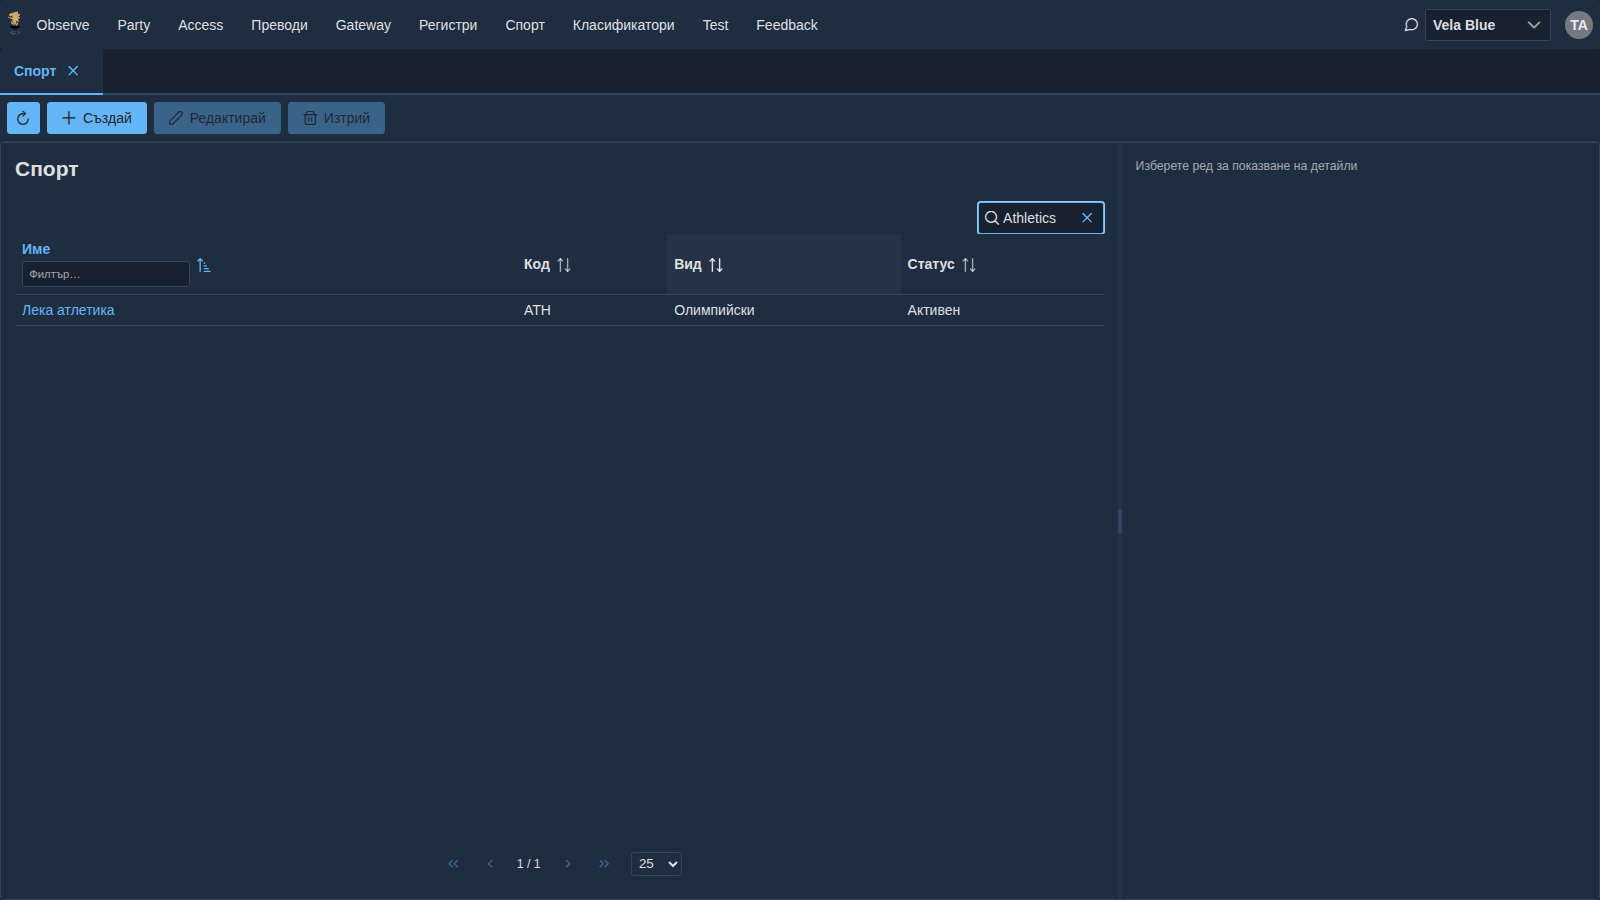 Observe Party Access Преводи Gateway Регистри Спорт Класификатори Test Feedback Vela Blue TA
Спорт
Създай Редактирай Изтрий
Спорт
Изберете ред за показване на детайли
Athletics
Име Код Вид Статус
Филтър...
Лека атлетика ATH Олимпийски Активен
1 / 1 25